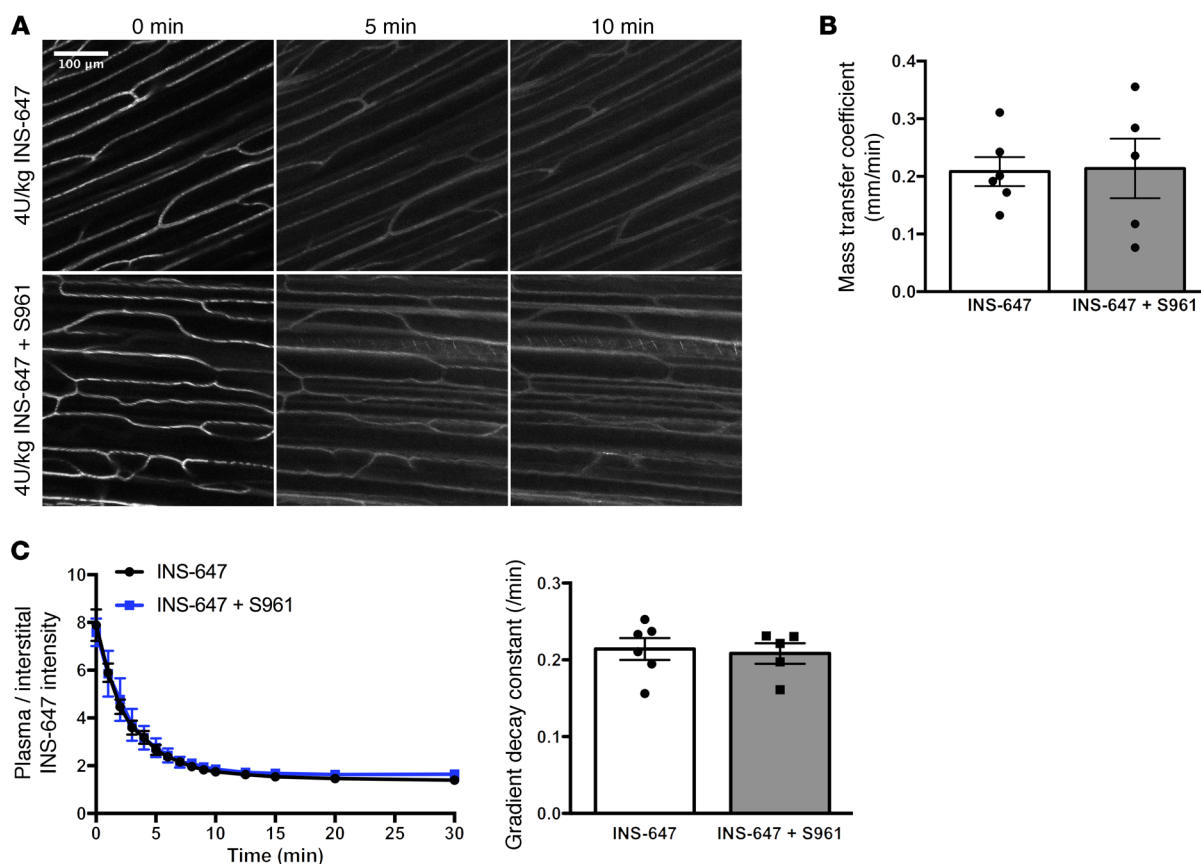 A
0 min
5 min
10 min
100 µm
4U/kg INS-647
4U/kg INS-647 + S961
B
Mass transfer coefficient
(mm/min)
0.4
0.3
0.2
0.1
0.0
INS-647
INS-647 + S961
C
INS-647
INS-647 + S961
Plasma / interstital
INS-647 intensity
10
8
6
4
2
0
0
5
10
15
20
25
30
Time (min)
Gradient decay constant (/min)
0.3
0.2
0.1
0.0
INS-647
INS-647 + S961